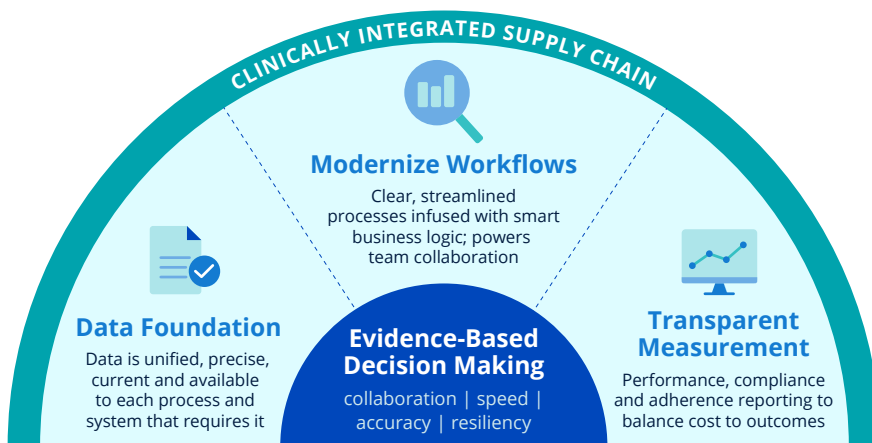 CLINICALLY INTEGRATED SUPPLY CHAIN
Modernize Workflows
Clear, streamlined
processes infused with smart
business logic; powers
team collaboration
Data Foundation
Data is unified, precise,
current and available
to each process and
system that requires it
Evidence-Based
Decision Making
collaboration | speed |
accuracy | resiliency
Transparent
Measurement
Performance, compliance
and adherence reporting to
balance cost to outcomes